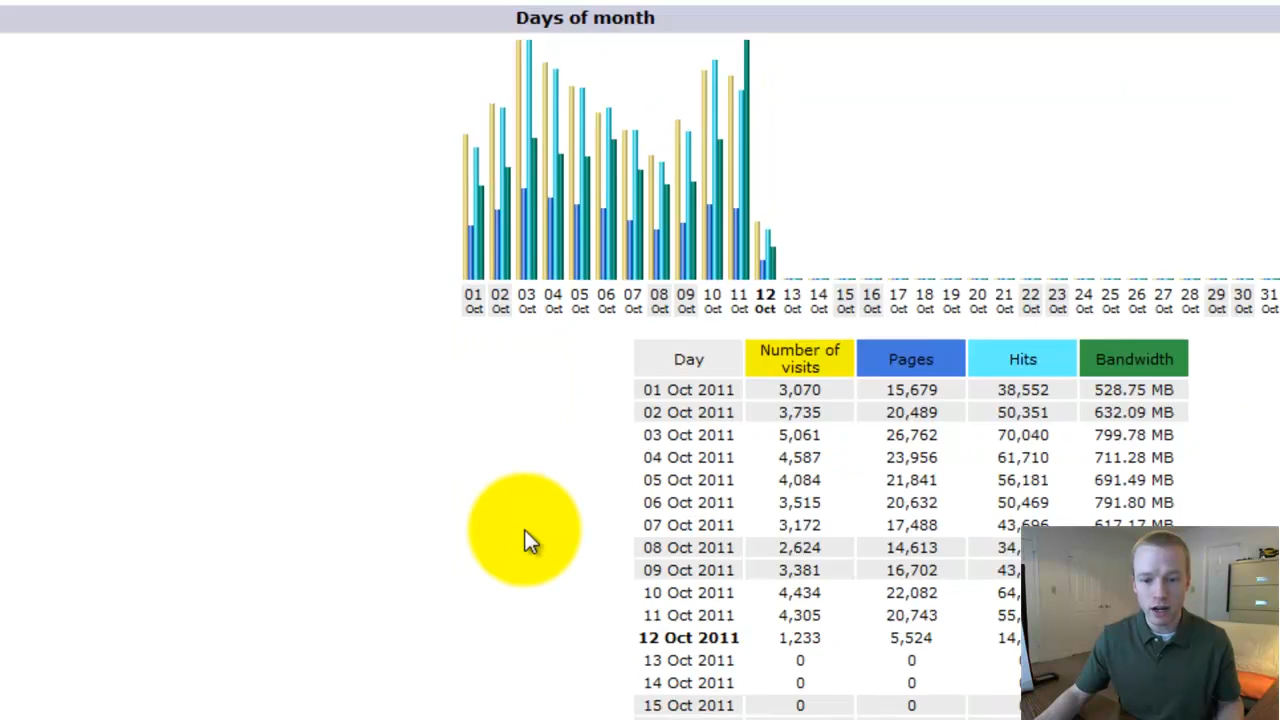 Days of month
01 02 03 04 05 06 07 08 09 10 11 12 13 14 15 16 17 18 19 20 21 22 23 24 25 26 27 28 29 30 31
Oct Oct Oct Oct Oct Oct Oct Oct Oct Oct Oct Oct Oct Oct Oct Oct Oct Oct Oct Oct Oct Oct Oct Oct Oct Oct Oct Oct Oct Oct Oct
Day Number of visits Pages Hits Bandwidth
01 Oct 2011 3,070 15,679 38,552 528.75 MB
02 Oct 2011 3,735 20,489 50,351 632.09 MB
03 Oct 2011 5,061 26,762 70,040 799.78 MB
04 Oct 2011 4,587 23,956 61,710 711.28 MB
05 Oct 2011 4,084 21,841 56,181 691.49 MB
06 Oct 2011 3,515 20,632 50,469 791.80 MB
07 Oct 2011 3,172 17,488 43,696 617.17 MB
08 Oct 2011 2,624 14,613 34,
09 Oct 2011 3,381 16,702 43,
10 Oct 2011 4,434 22,082 64,
11 Oct 2011 4,305 20,743 55,
12 Oct 2011 1,233 5,524 14,
13 Oct 2011 0 0
14 Oct 2011 0 0
15 Oct 2011 0 0